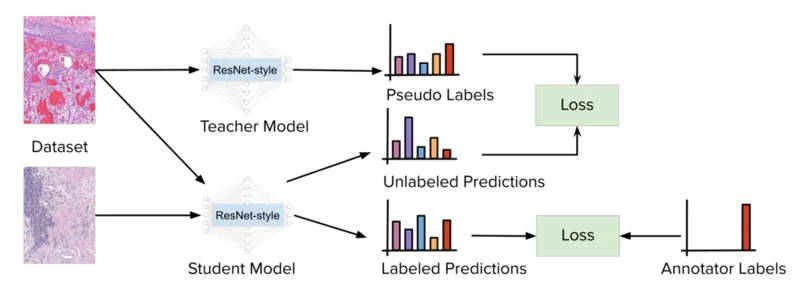 ResNet-style
Teacher Model
Pseudo Labels
Loss
Dataset
Unlabeled Predictions
ResNet-style
Student Model
Labeled Predictions
Loss
Annotator Labels